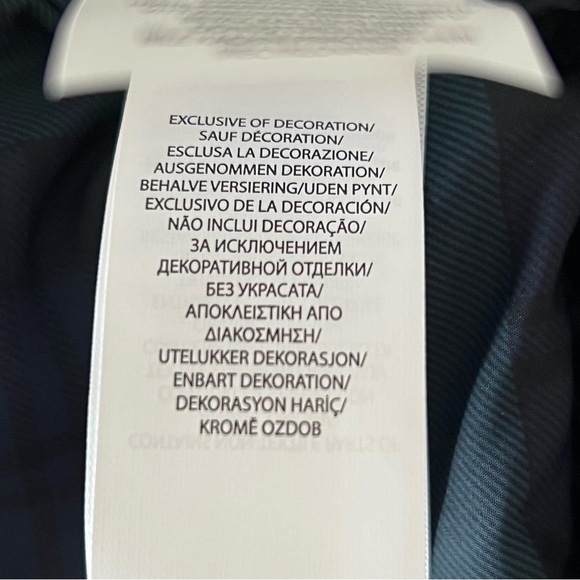 EXCLUSIVE OF DECORATION/
SAUF DÉCORATION/
ESCLUSA LA DECORAZIONE/
AUSGENOMMEN DEKORATION/
BEHALVE VERSIERING/UDEN PYNT/
EXCLUSIVO DE LA DECORACIÓN/
NÃO INCLUI DECORAÇÃO/
ЗА ИСКЛЮЧЕНИЕМ
ДЕКОРАТИВНОЙ ОТДЕЛКИ/
БЕЗ УКРАСАТА/
ΑΠΟΚΛΕΙΣΤΙΚΗ ΑΠΟ
ΔΙΑΚΟΣΜΗΣΗ/
UTELUKKER DEKORASJON/
ENBART DEKORATION/
DEKORASYON HARİÇ/
KROMĚ OZDOB